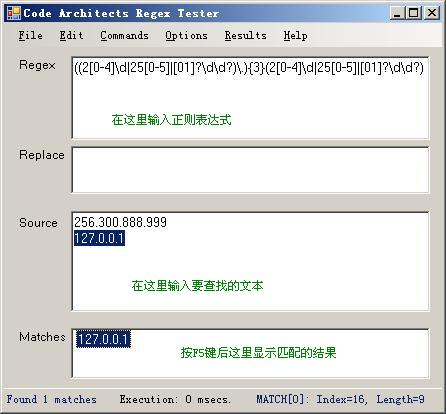 Code Architects Regex Tester
File Edit Commands Options Results Help
Regex
((2[0-4]\d|25[0-5]|[01]?\d\d?)\.){3}(2[0-4]\d|25[0-5]|[01]?\d\d?)
在这里输入正则表达式
Replace
Source
256.300.888.999
127.0.0.1
在这里输入要查找的文本
Matches
127.0.0.1
按F5键后这里显示匹配的结果
Found 1 matches Execution: 0 msecs. MATCH[0]: Index=16, Length=9